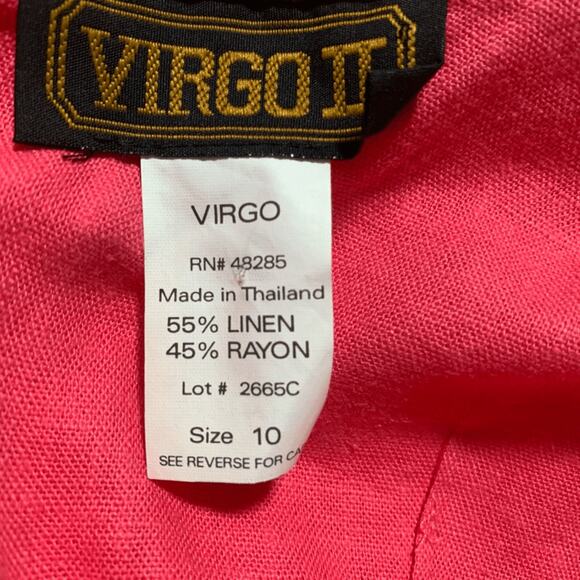 VIRGO II
VIRGO
RN# 48285
Made in Thailand
55% LINEN
45% RAYON
Lot # 2665C
Size 10
SEE REVERSE FOR